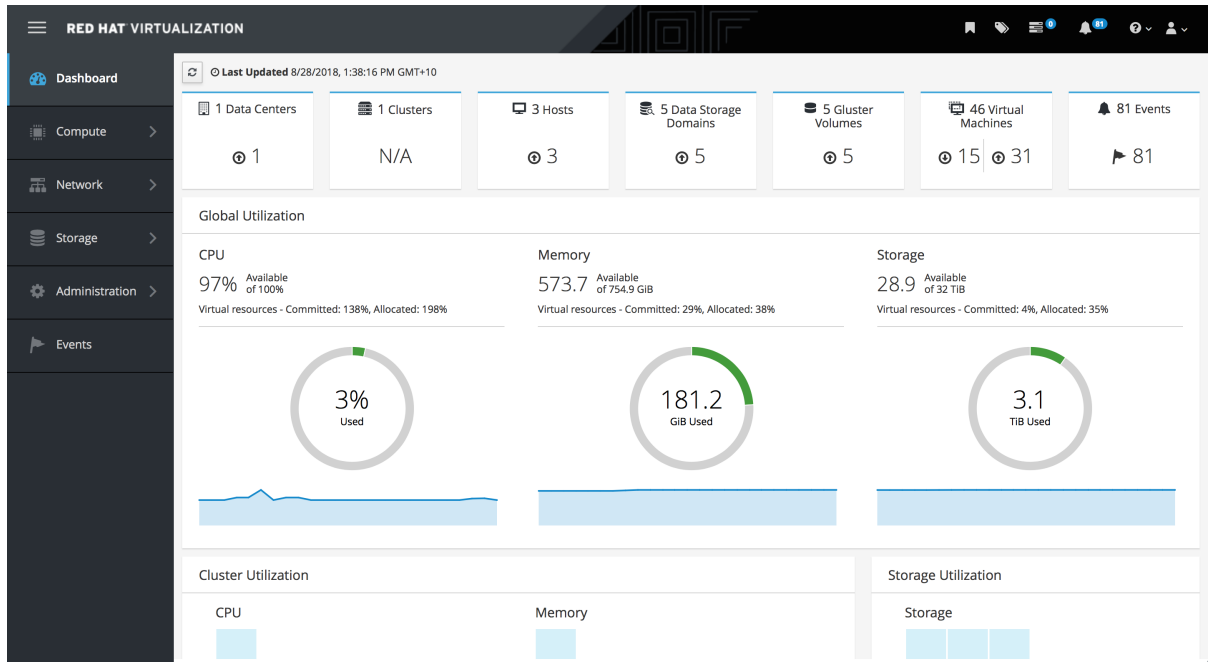 RED HAT VIRTUALIZATION
0
81
Dashboard
Compute
Network
Storage
Administration
Events
Last Updated 8/28/2018, 1:38:16 PM GMT+10
1 Data Centers
1
1 Clusters
N/A
3 Hosts
3
5 Data Storage
Domains
5
5 Gluster
Volumes
5
46 Virtual
Machines
15 31
81 Events
81
Global Utilization
CPU
97% Available
of 100%
Virtual resources - Committed: 138%, Allocated: 198%
3%
Used
Memory
573.7 Available
of 754.9 GiB
Virtual resources - Committed: 29%, Allocated: 38%
181.2
GiB Used
Storage
28.9 Available
of 32 TiB
Virtual resources - Committed: 4%, Allocated: 35%
3.1
TiB Used
Cluster Utilization
CPU
Memory
Storage Utilization
Storage